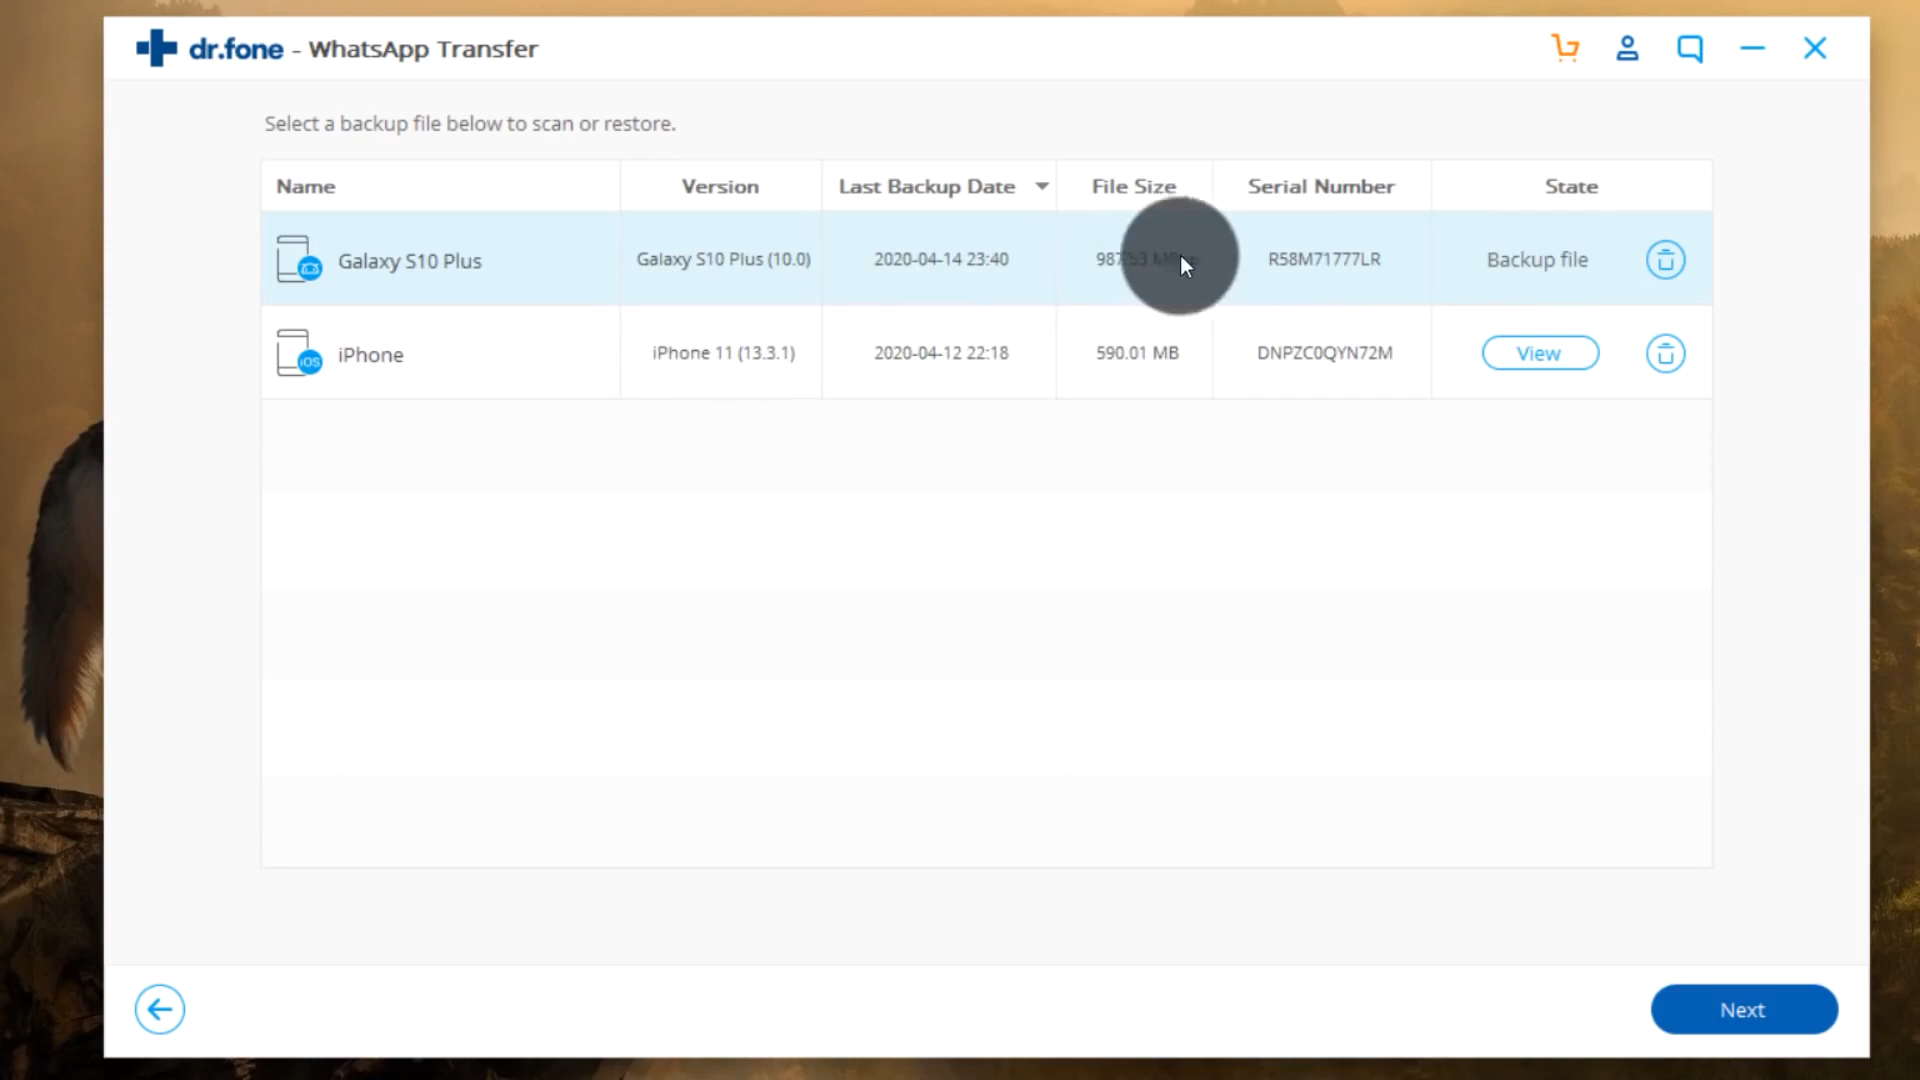 dr.fone - WhatsApp Transfer
Select a backup file below to scan or restore.
Name Version Last Backup Date File Size Serial Number State
Galaxy S10 Plus Galaxy S10 Plus (10.0) 2020-04-14 23:40 R58M71777LR Backup file
iPhone iPhone 11 (13.3.1) 2020-04-12 22:18 590.01 MB DNPZC0QYN72M View
iOS
Next